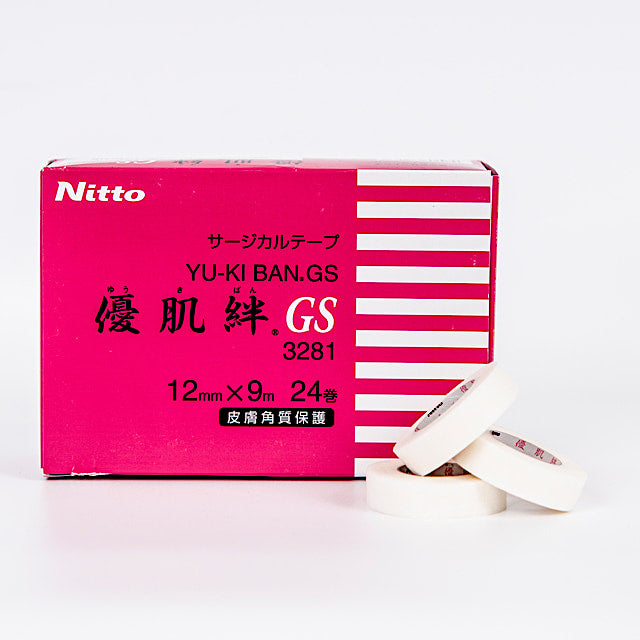 Nitto
サージカルテープ
YU-KI BAN.GS
ゆう き ばん
優肌絆® GS
3281
12mm×9m 24巻
皮膚角質保護